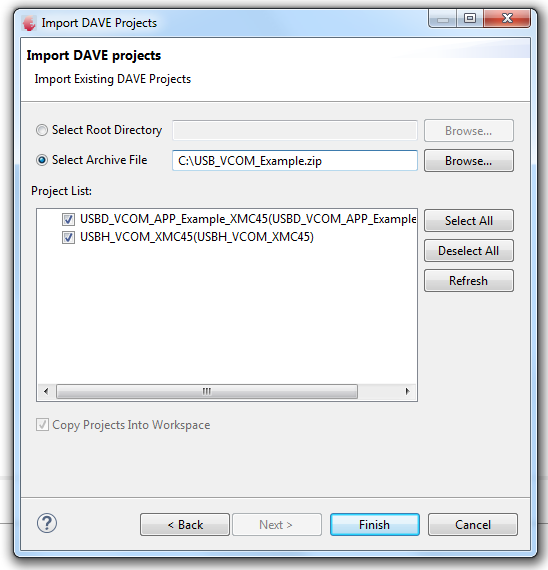 Import DAVE Projects
Import DAVE projects
Import Existing DAVE Projects
Select Root Directory
Browse...
Select Archive File
C:\USB_VCOM_Example.zip
Browse...
Project List:
USBD_VCOM_APP_Example_XMC45(USBD_VCOM_APP_Example
Select All
USBH_VCOM_XMC45(USBH_VCOM_XMC45)
Deselect All
Refresh
Copy Projects Into Workspace
?
< Back
Next >
Finish
Cancel